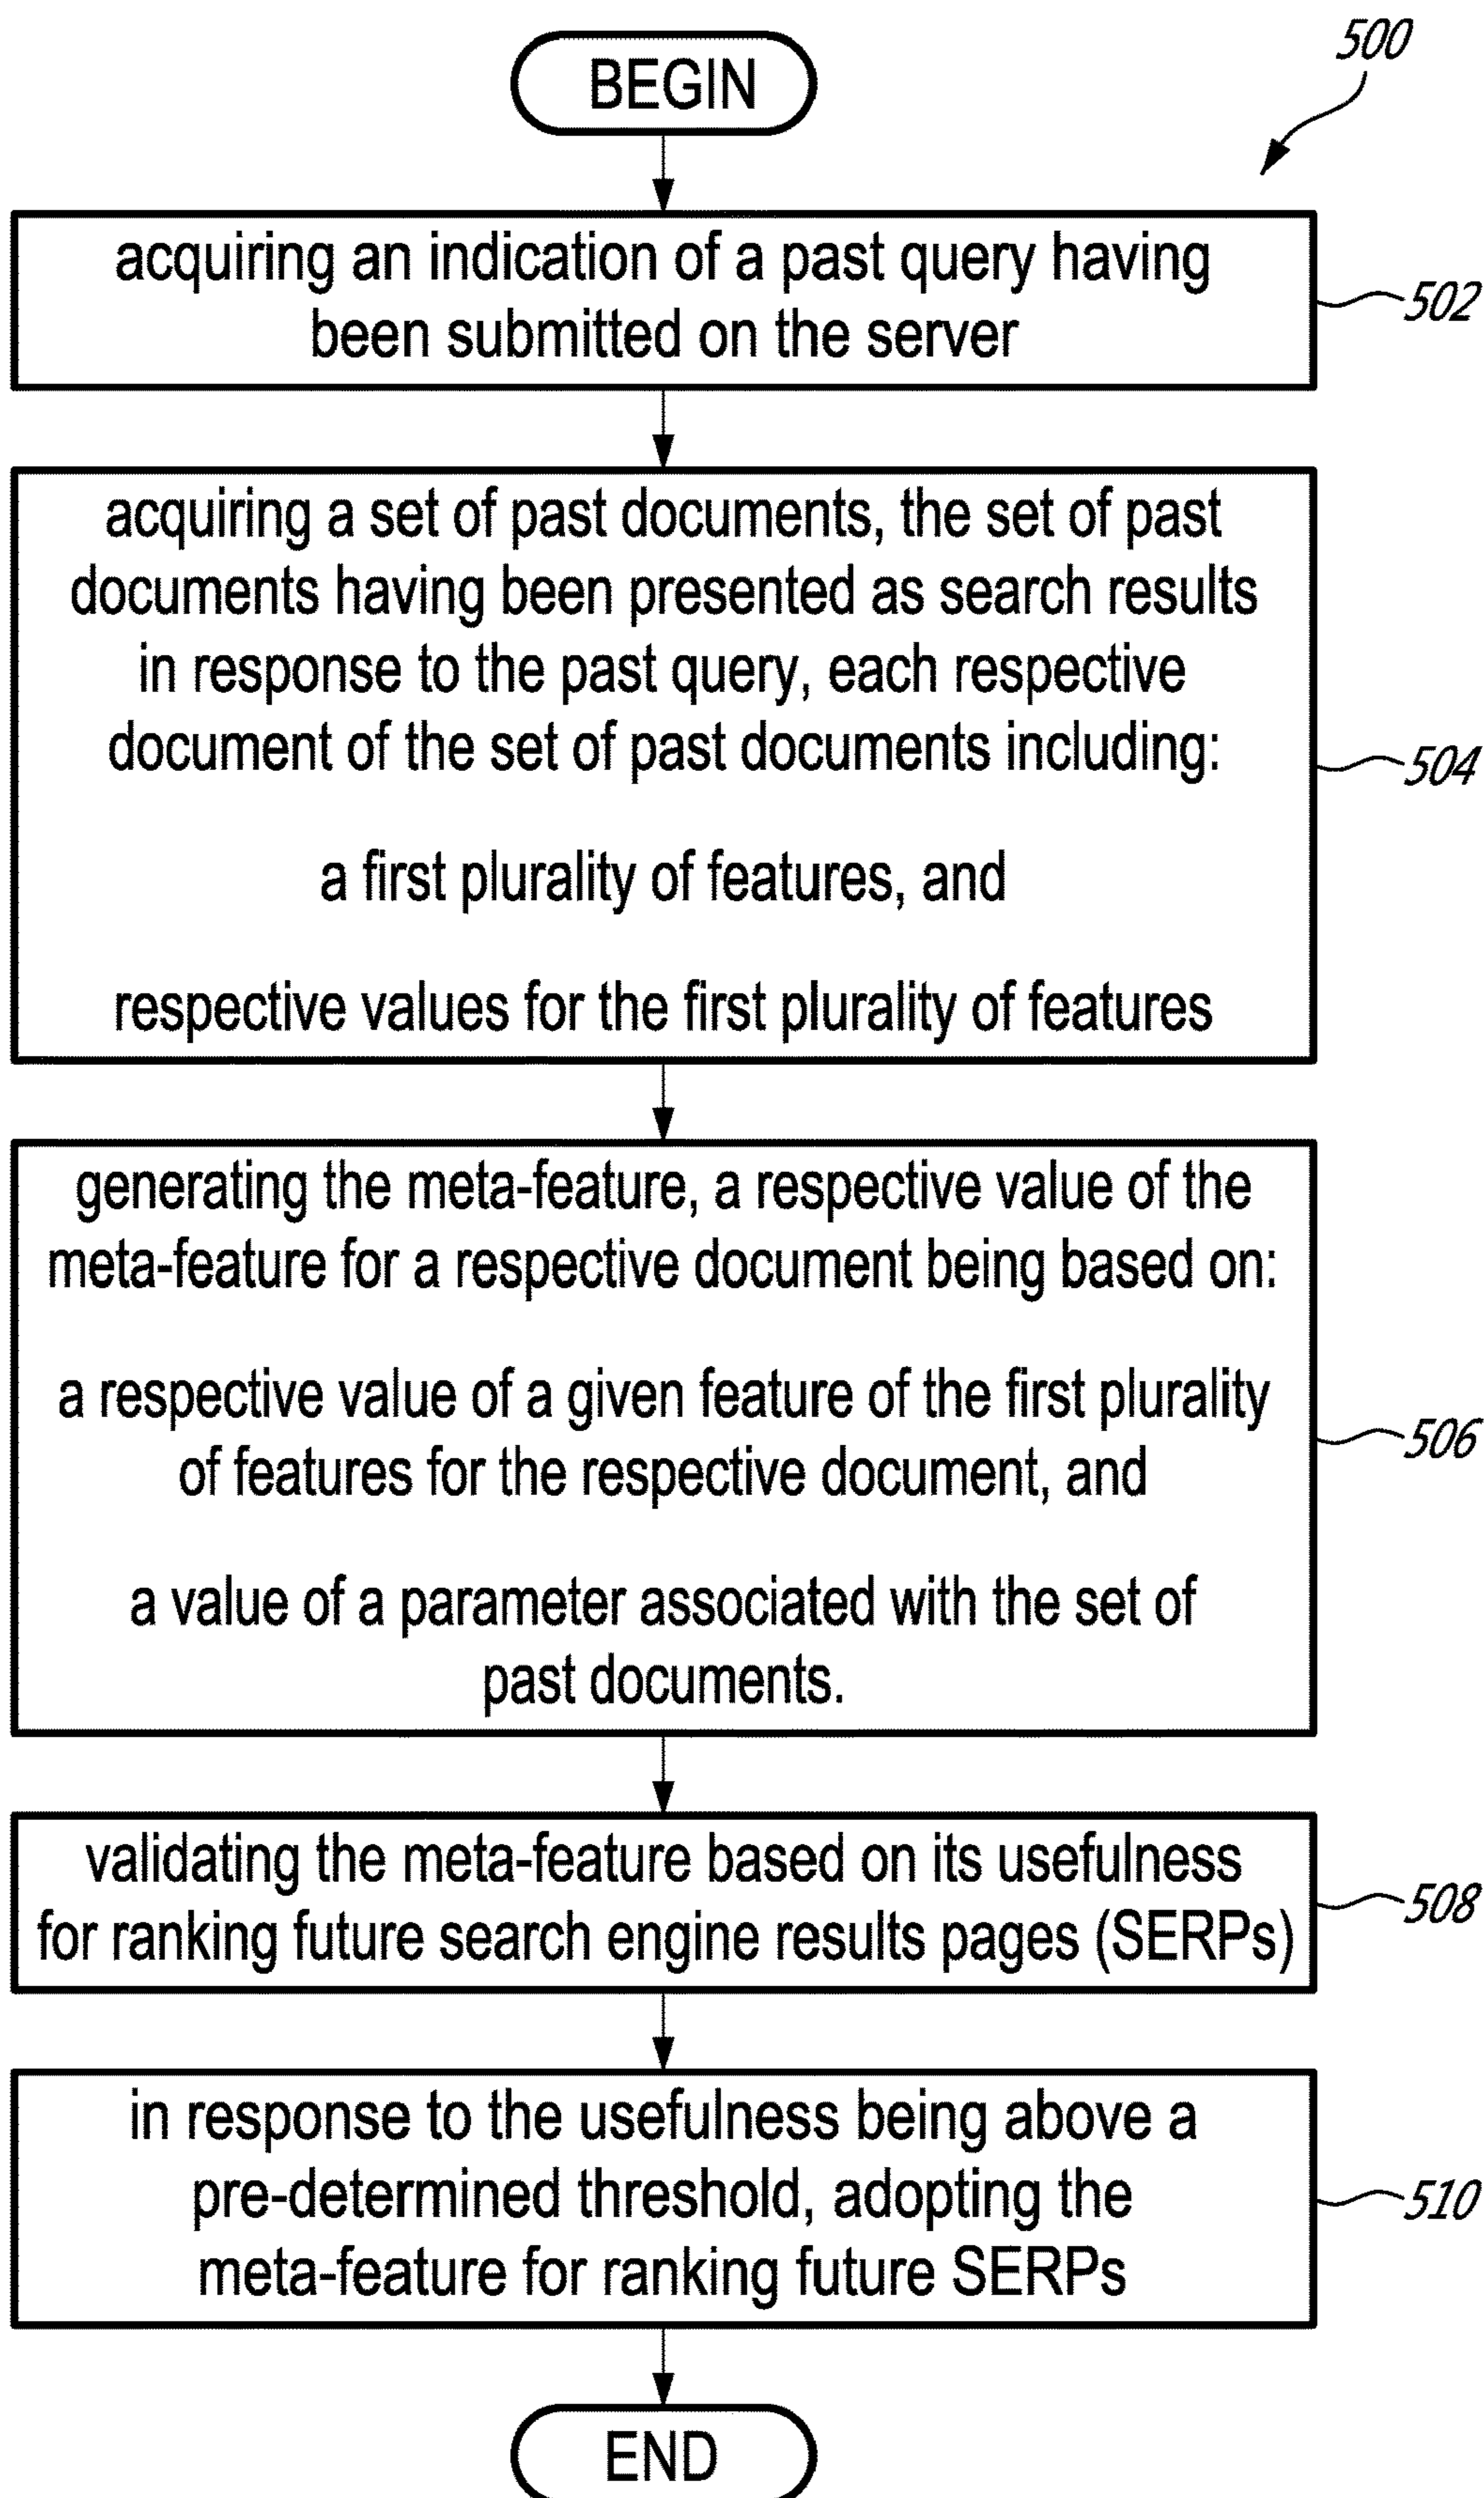 500
BEGIN
acquiring an indication of a past query having
been submitted on the server
502
acquiring a set of past documents, the set of past
documents having been presented as search results
in response to the past query, each respective
document of the set of past documents including:
a first plurality of features, and
respective values for the first plurality of features
504
generating the meta-feature, a respective value of the
meta-feature for a respective document being based on:
a respective value of a given feature of the first plurality
of features for the respective document, and
a value of a parameter associated with the set of
past documents.
506
validating the meta-feature based on its usefulness
for ranking future search engine results pages (SERPs)
508
in response to the usefulness being above a
pre-determined threshold, adopting the
meta-feature for ranking future SERPs
510
END